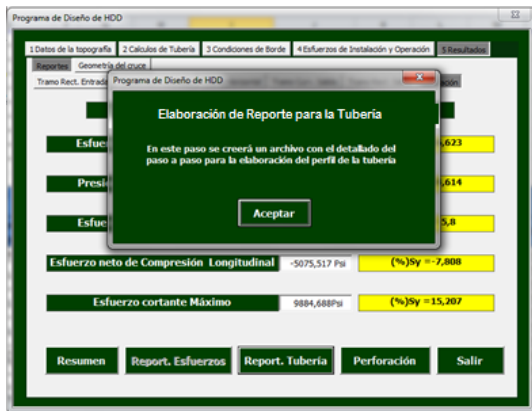 Programa de Diseño de HDD
1 Datos de la topografía 2 Calculos de Tubería 3 Condiciones de Borde 4 Esfuerzos de Instalación y Operación 5 Resultados
Reportes Geometría del cruce
Tramo Rect. Entrada
Programa de Diseño de HDD
Elaboración de Reporte para la Tubería
En este paso se creerá un archivo con el detallado del
paso a paso para la elaboración del perfil de la tubería
Aceptar
,623
,614
5,8
Esfuerzo neto de Compresión Longitudinal -5075,517 Psi (%)Sy =-7,808
Esfuerzo cortante Máximo 9884,688Psi (%)Sy =15,207
Resumen Report. Esfuerzos Report. Tubería Perforación Salir